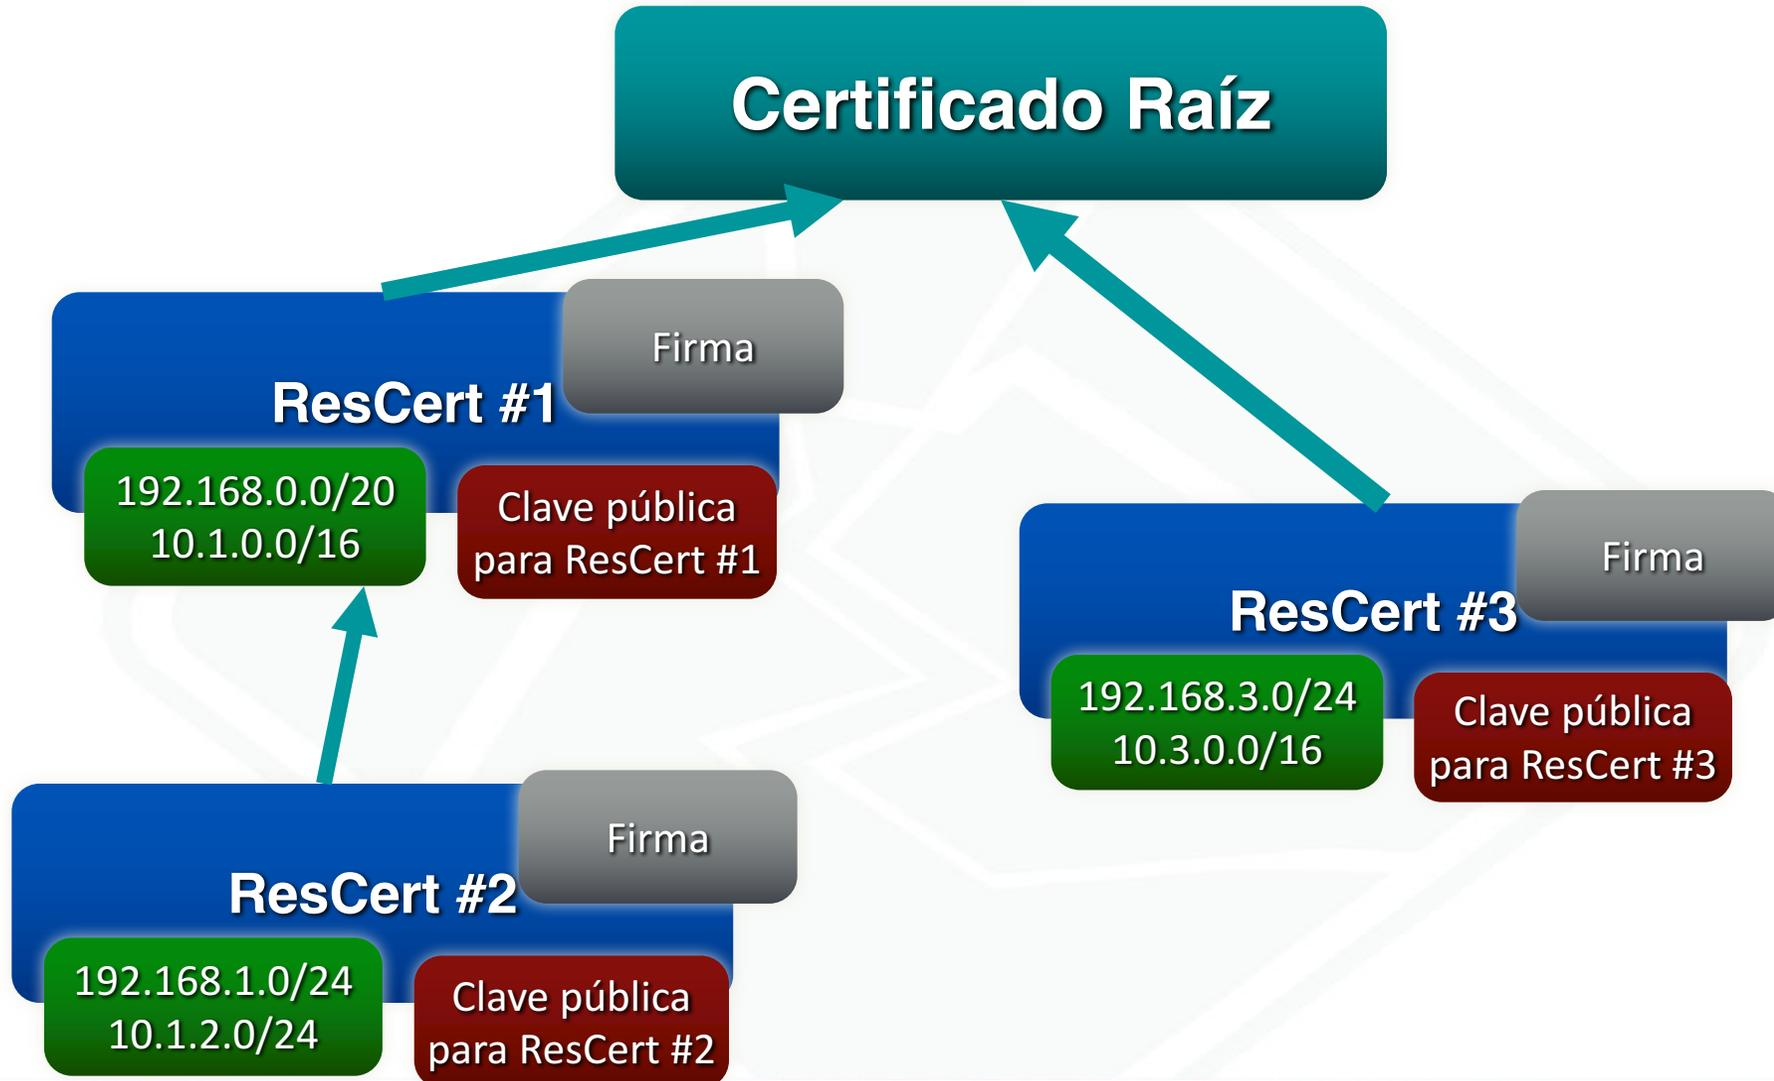 Certificado Raíz
Firma
ResCert #1
192.168.0.0/20
10.1.0.0/16
Clave pública
para ResCert #1
Firma
ResCert #3
192.168.3.0/24
10.3.0.0/16
Clave pública
para ResCert #3
Firma
ResCert #2
192.168.1.0/24
10.1.2.0/24
Clave pública
para ResCert #2